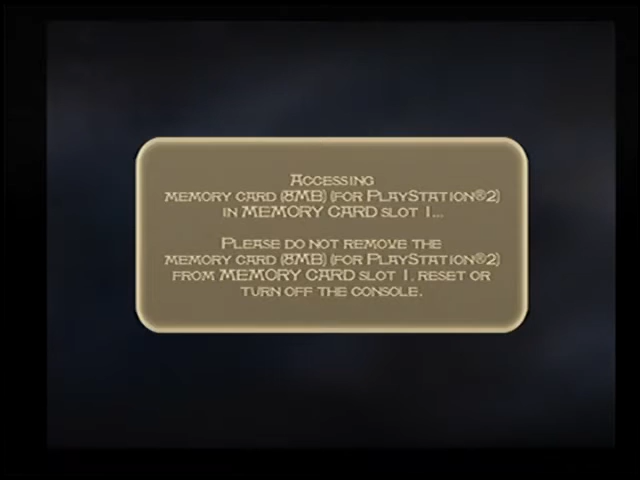 Accessing
memory card (8MB) (for PlayStation®2)
in MEMORY CARD slot 1...
Please do not remove the
memory card (8MB) (for PlayStation®2)
from MEMORY CARD slot 1, reset or
turn off the console.